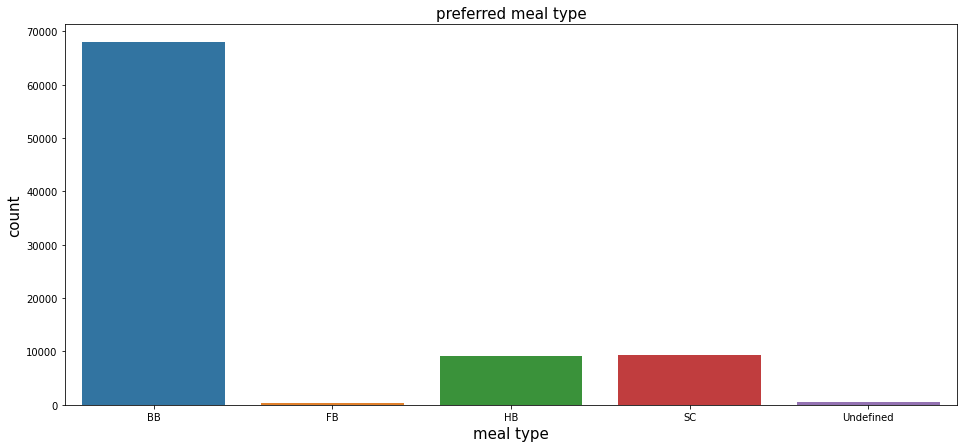 preferred meal type
70000
60000
50000
40000
30000
20000
10000
0
count
BB FB HB SC Undefined
meal type